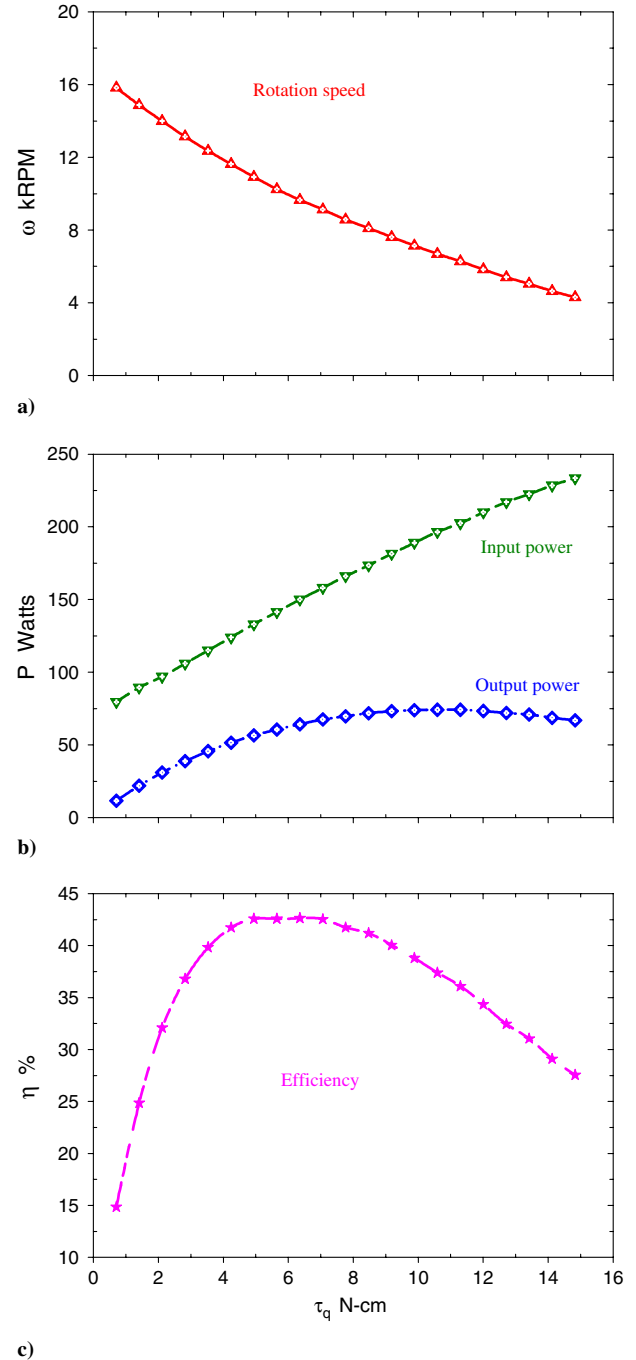 20
16
12
8
4
0
ω kRPM
Rotation speed
a)
250
200
150
100
50
0
P Watts
Input power
Output power
b)
45
40
35
30
25
20
15
10
η %
Efficiency
0 2 4 6 8 10 12 14 16
τq N-cm
c)